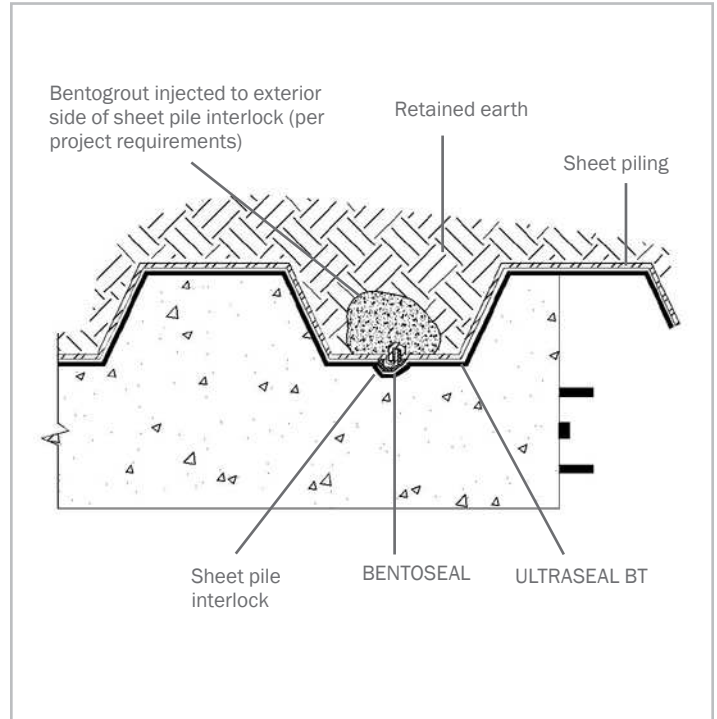 Bentogrout injected to exterior
side of sheet pile interlock (per
project requirements)
Retained earth
Sheet piling
Sheet pile
interlock
BENTOSEAL
ULTRASEAL BT